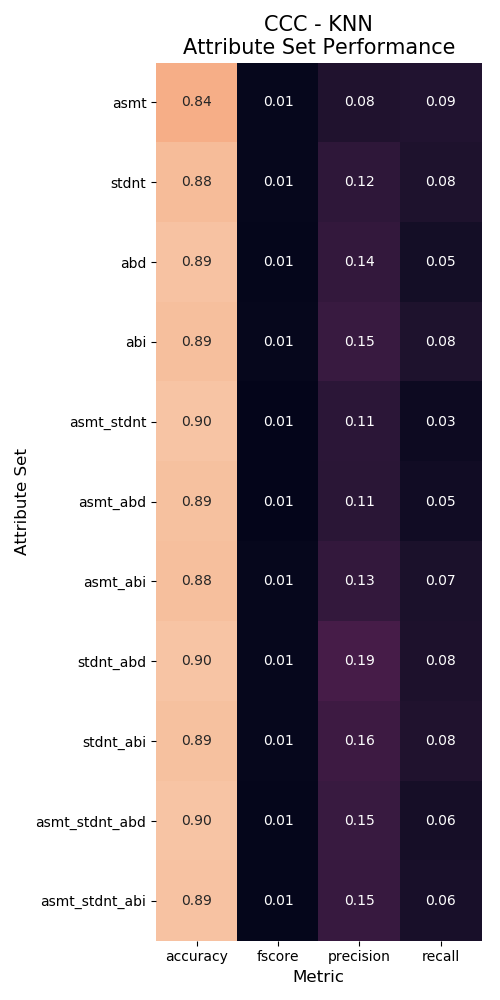 CCC - KNN
Attribute Set Performance
asmt 0.84 0.01 0.08 0.09
stdnt 0.88 0.01 0.12 0.08
abd 0.89 0.01 0.14 0.05
abi 0.89 0.01 0.15 0.08
asmt_stdnt 0.90 0.01 0.11 0.03
asmt_abd 0.89 0.01 0.11 0.05
asmt_abi 0.88 0.01 0.13 0.07
stdnt_abd 0.90 0.01 0.19 0.08
stdnt_abi 0.89 0.01 0.16 0.08
asmt_stdnt_abd 0.90 0.01 0.15 0.06
asmt_stdnt_abi 0.89 0.01 0.15 0.06
Attribute Set
accuracy fscore precision recall
Metric